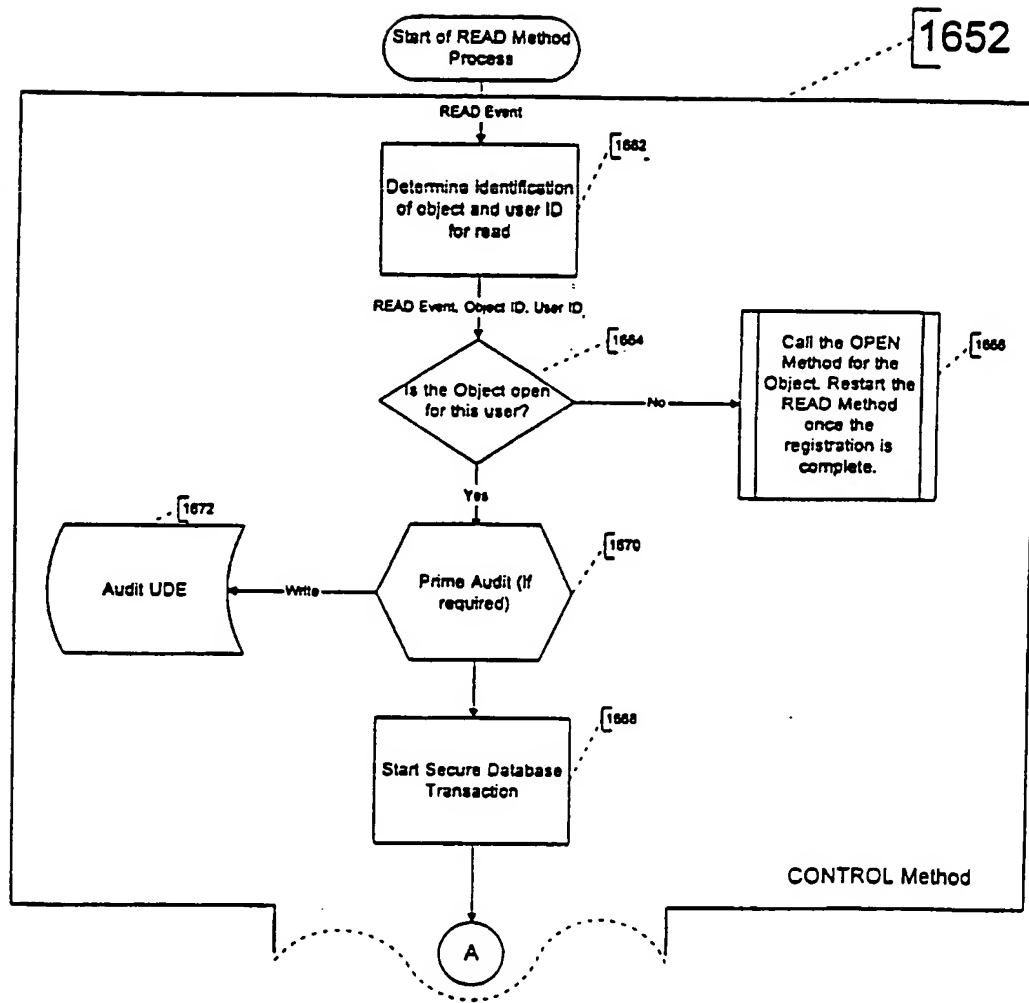 Start of READ Method
Process
1652
READ Event
1662
Determine identification
of object and user ID
for read
READ Event, Object ID, User ID
1664
Is the Object open
for this user?
No
Call the OPEN
Method for the
Object. Restart the
READ Method
once the
registration is
complete.
1666
Yes
1672
Audit UDE
Write
Prime Audit (if
required)
1670
1668
Start Secure Database
Transaction
CONTROL Method
A